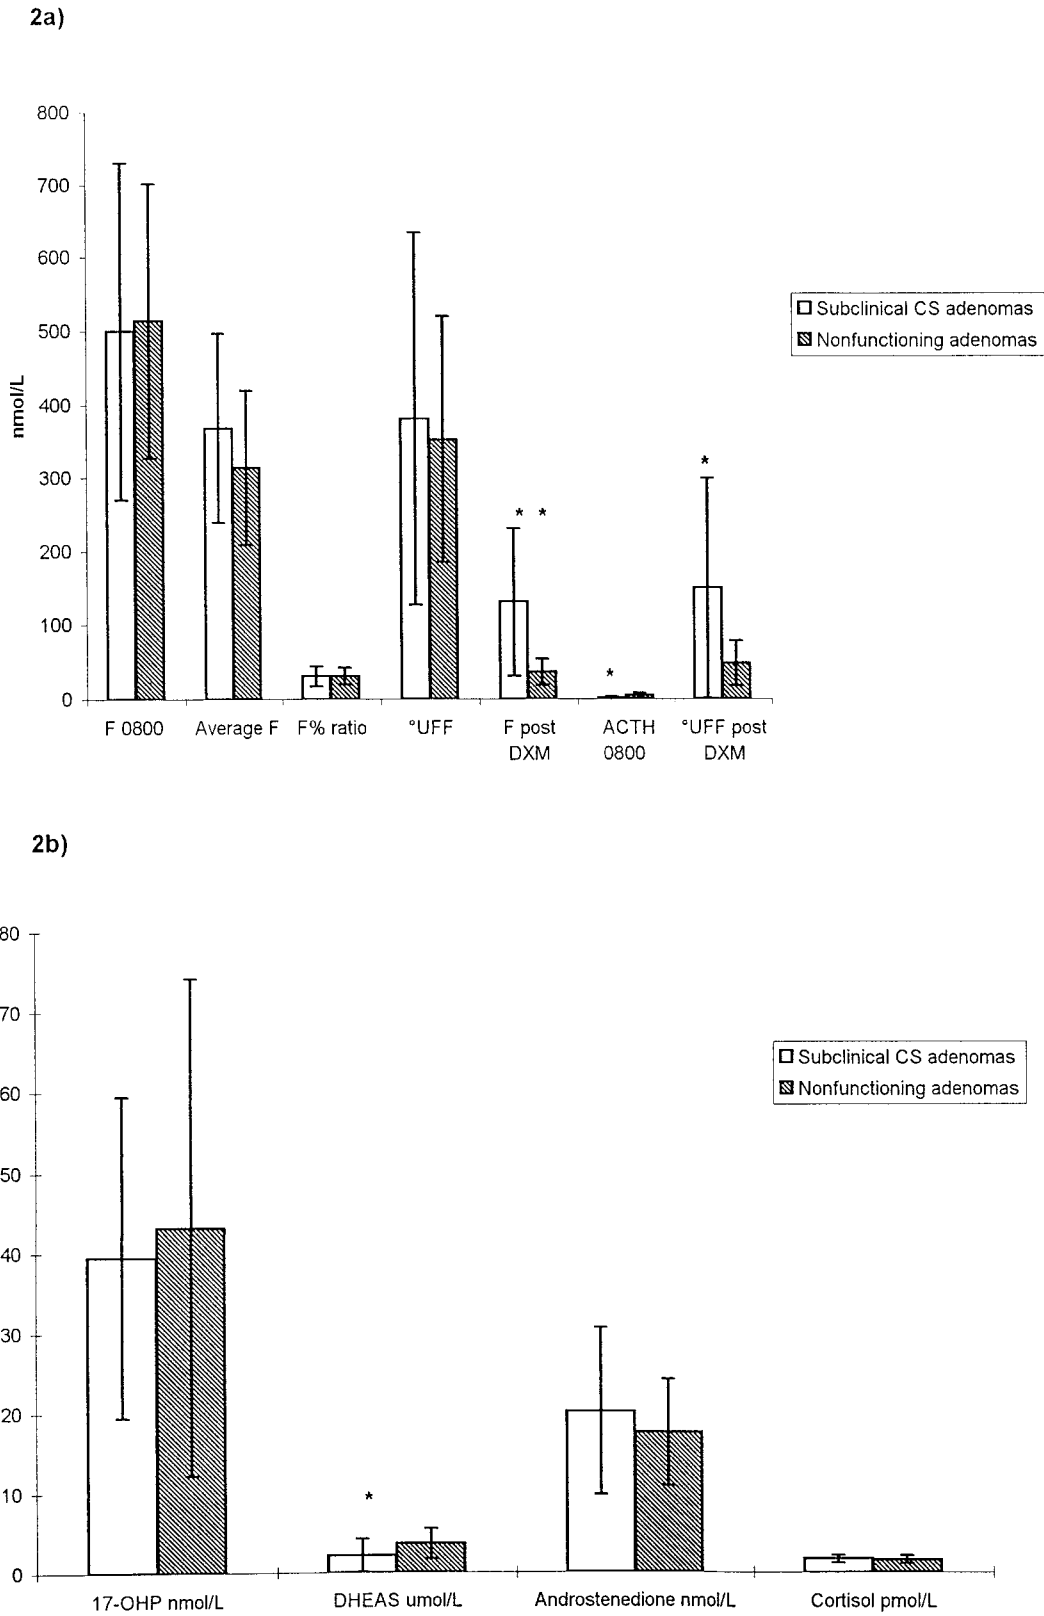 2a)
800
700
600
500
400
300
200
100
0
nmol/L
Subclinical CS adenomas
Nonfunctioning adenomas
* *
*
*
F 0800 Average F F% ratio °UFF F post ACTH °UFF post
DXM 0800 DXM
2b)
80
70
60
50
40
30
20
10
0
Subclinical CS adenomas
Nonfunctioning adenomas
*
17-OHP nmol/L DHEAS umol/L Androstenedione nmol/L Cortisol pmol/L